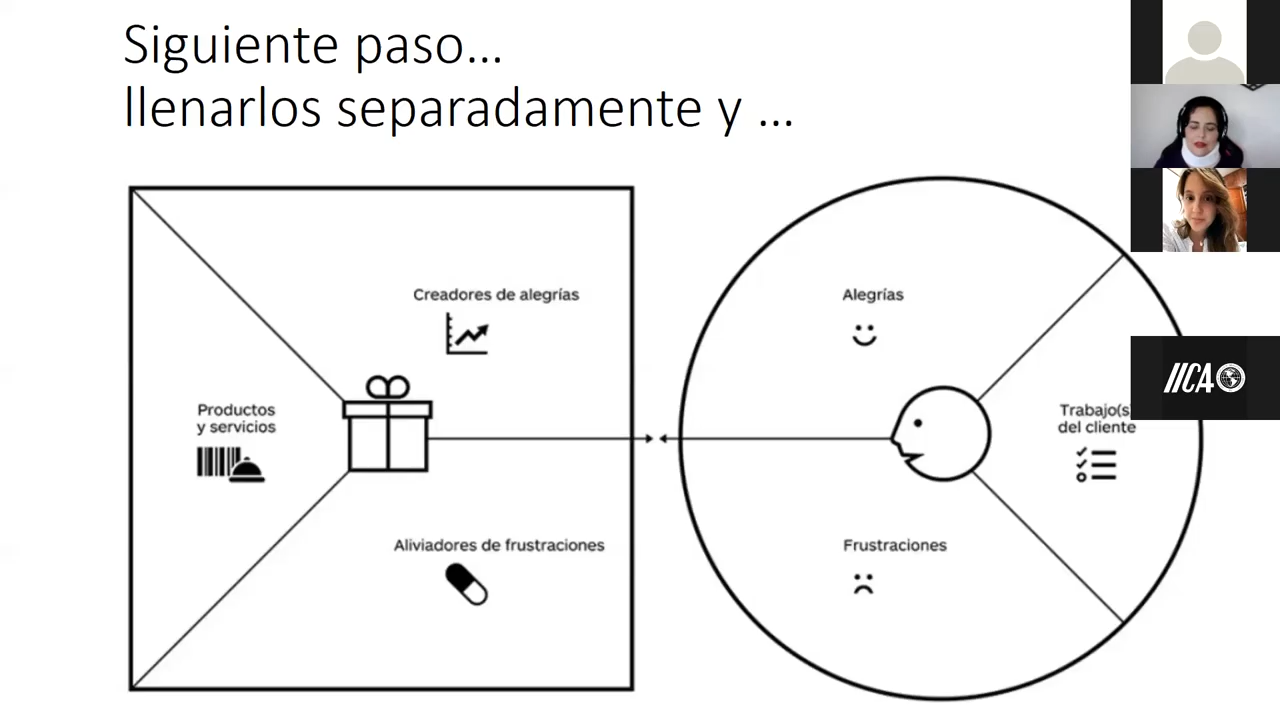 Siguiente paso...
llenarlos separadamente y ...
Creadores de alegrías
Productos
y servicios
Aliviadores de frustraciones
Alegrías
Trabajo(s)
del cliente
Frustraciones
IICA